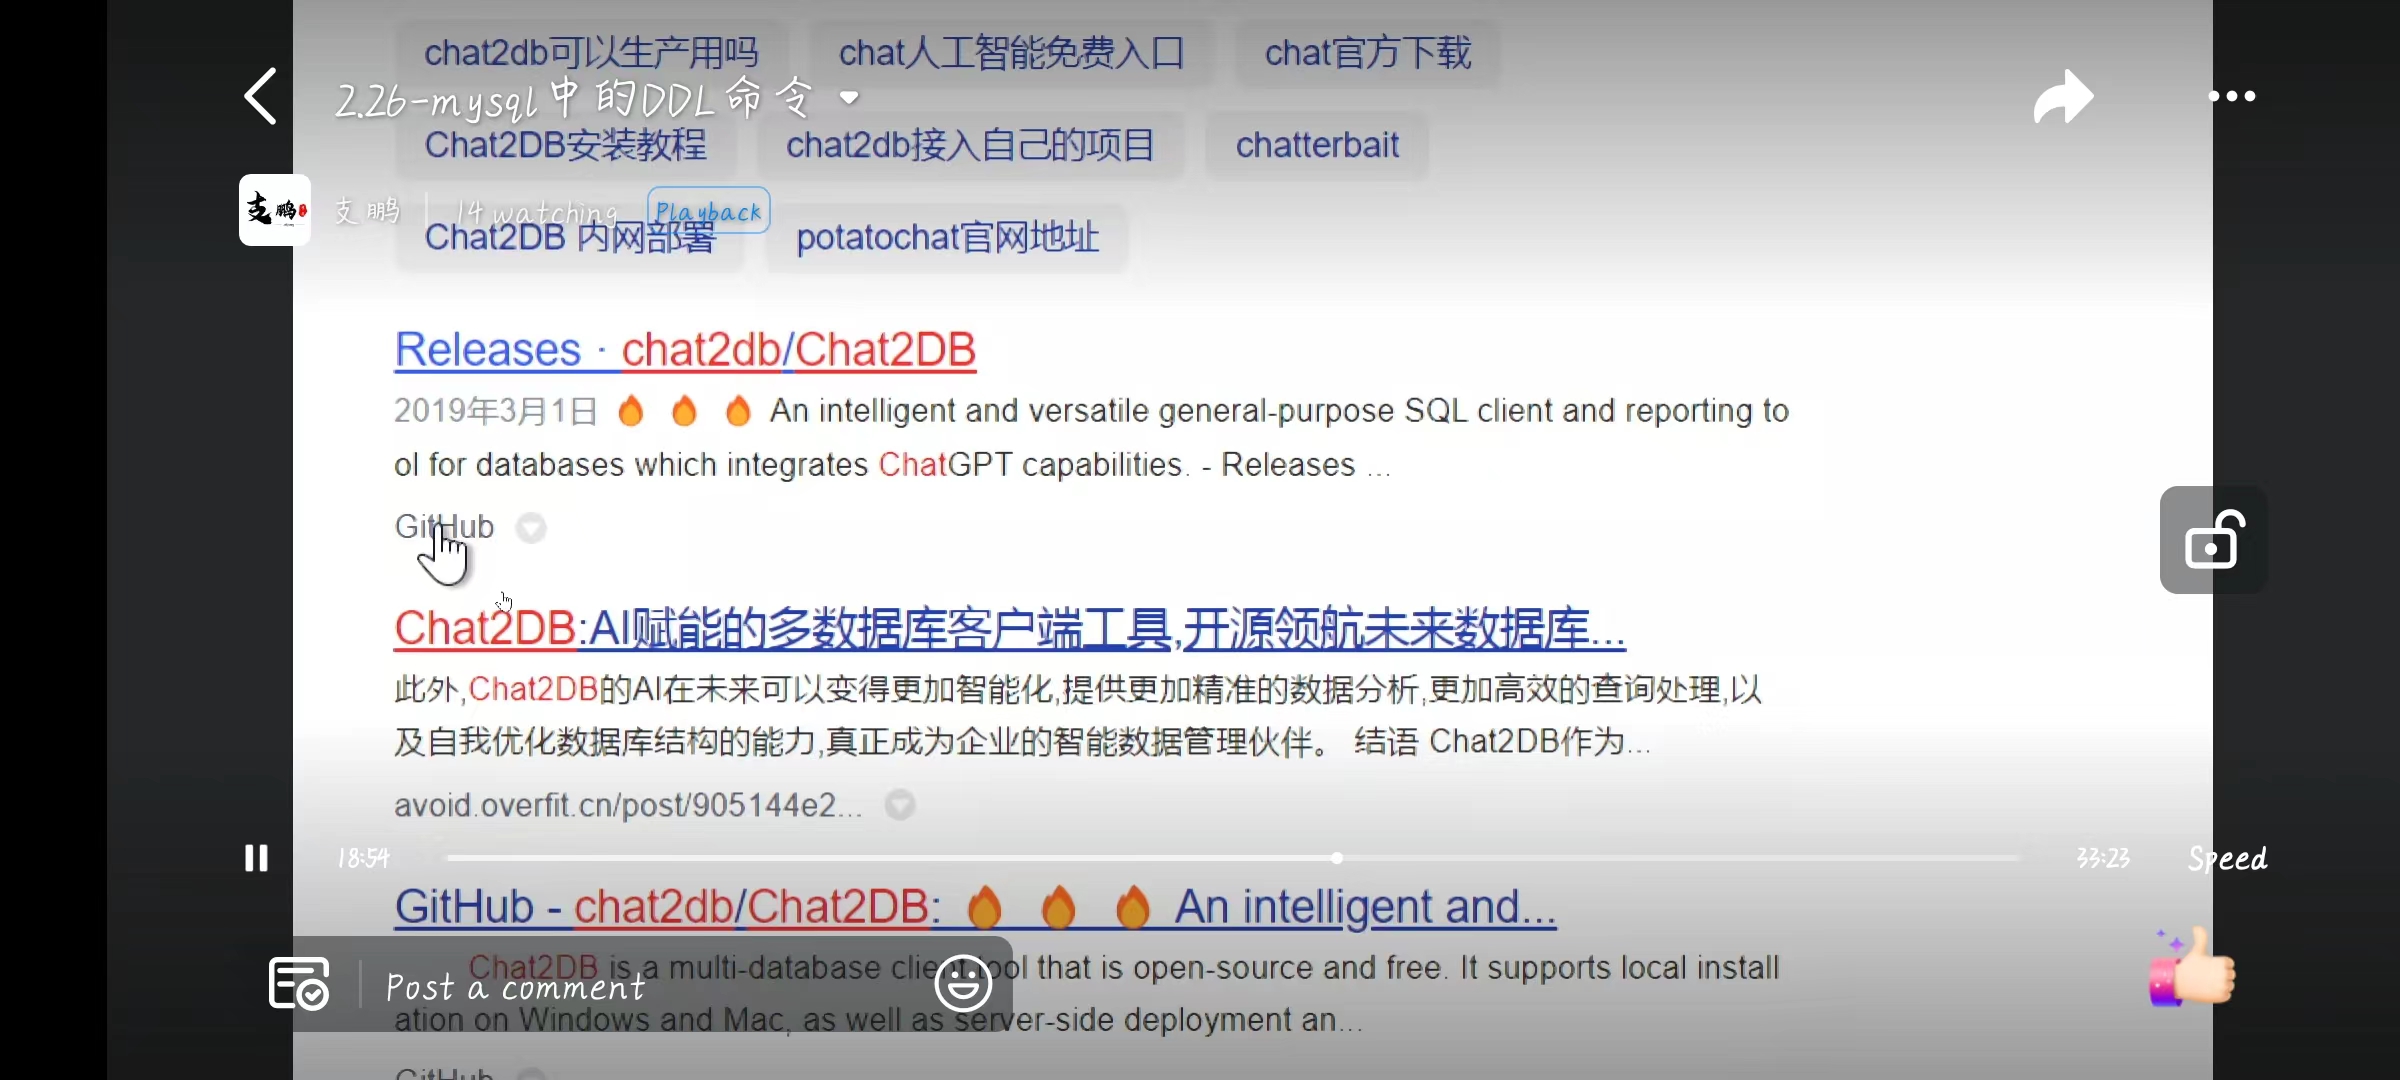 chat2db可以生产用吗 chat人工智能免费入口 chat官方下载
2.26-mysql中的DDL命令
Chat2DB安装教程 chat2db接入自己的项目 chatterbait
支鹏 支鹏 14 watching Playback
Chat2DB 内网部署 potatochat官网地址
Releases · chat2db/Chat2DB
2019年3月1日 🔥 🔥 🔥 An intelligent and versatile general-purpose SQL client and reporting to
ol for databases which integrates ChatGPT capabilities. - Releases ...
GitHub
Chat2DB:AI赋能的多数据库客户端工具,开源领航未来数据库...
此外,Chat2DB的AI在未来可以变得更加智能化,提供更加精准的数据分析,更加高效的查询处理,以
及自我优化数据库结构的能力,真正成为企业的智能数据管理伙伴。 结语 Chat2DB作为...
avoid.overfit.cn/post/905144e2...
18:54 33:23 Speed
GitHub - chat2db/Chat2DB: 🔥 🔥 🔥 An intelligent and...
Chat2DB is a multi-database client tool that is open-source and free. It supports local install
Post a comment
ation on Windows and Mac, as well as server-side deployment an...
GitHub